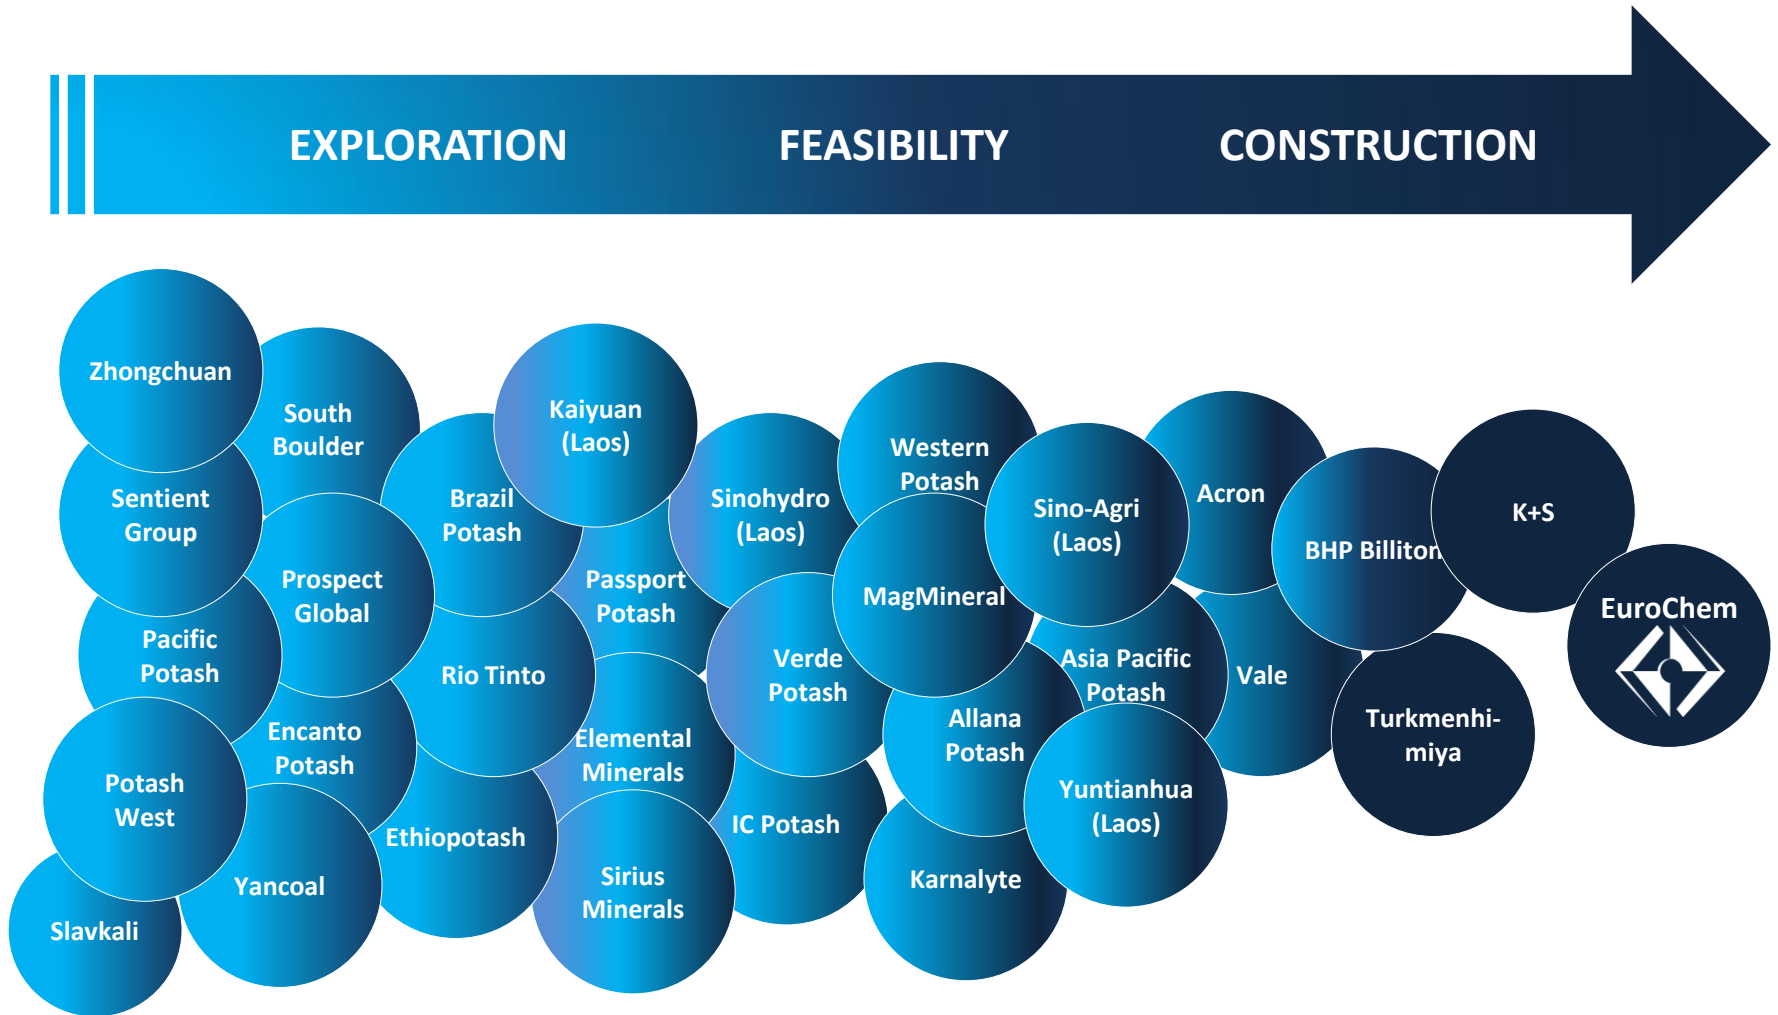 EXPLORATION
FEASIBILITY
CONSTRUCTION
Zhongchuan
South
Boulder
Kaiyuan
(Laos)
Brazil
Potash
Sentient
Group
Sinohydro
(Laos)
Western
Potash
Sino-Agri
(Laos)
Acron
K+S
BHP Billiton
Prospect
Global
Passport
Potash
MagMineral
EuroChem
Pacific
Potash
Rio Tinto
Verde
Potash
Asia Pacific
Potash
Vale
Encanto
Potash
Elemental
Minerals
Allana
Potash
Turkmenhi-
miya
Potash
West
Ethiopotash
IC Potash
Yuntianhua
(Laos)
Yancoal
Sirius
Minerals
Karnalyte
Slavkali